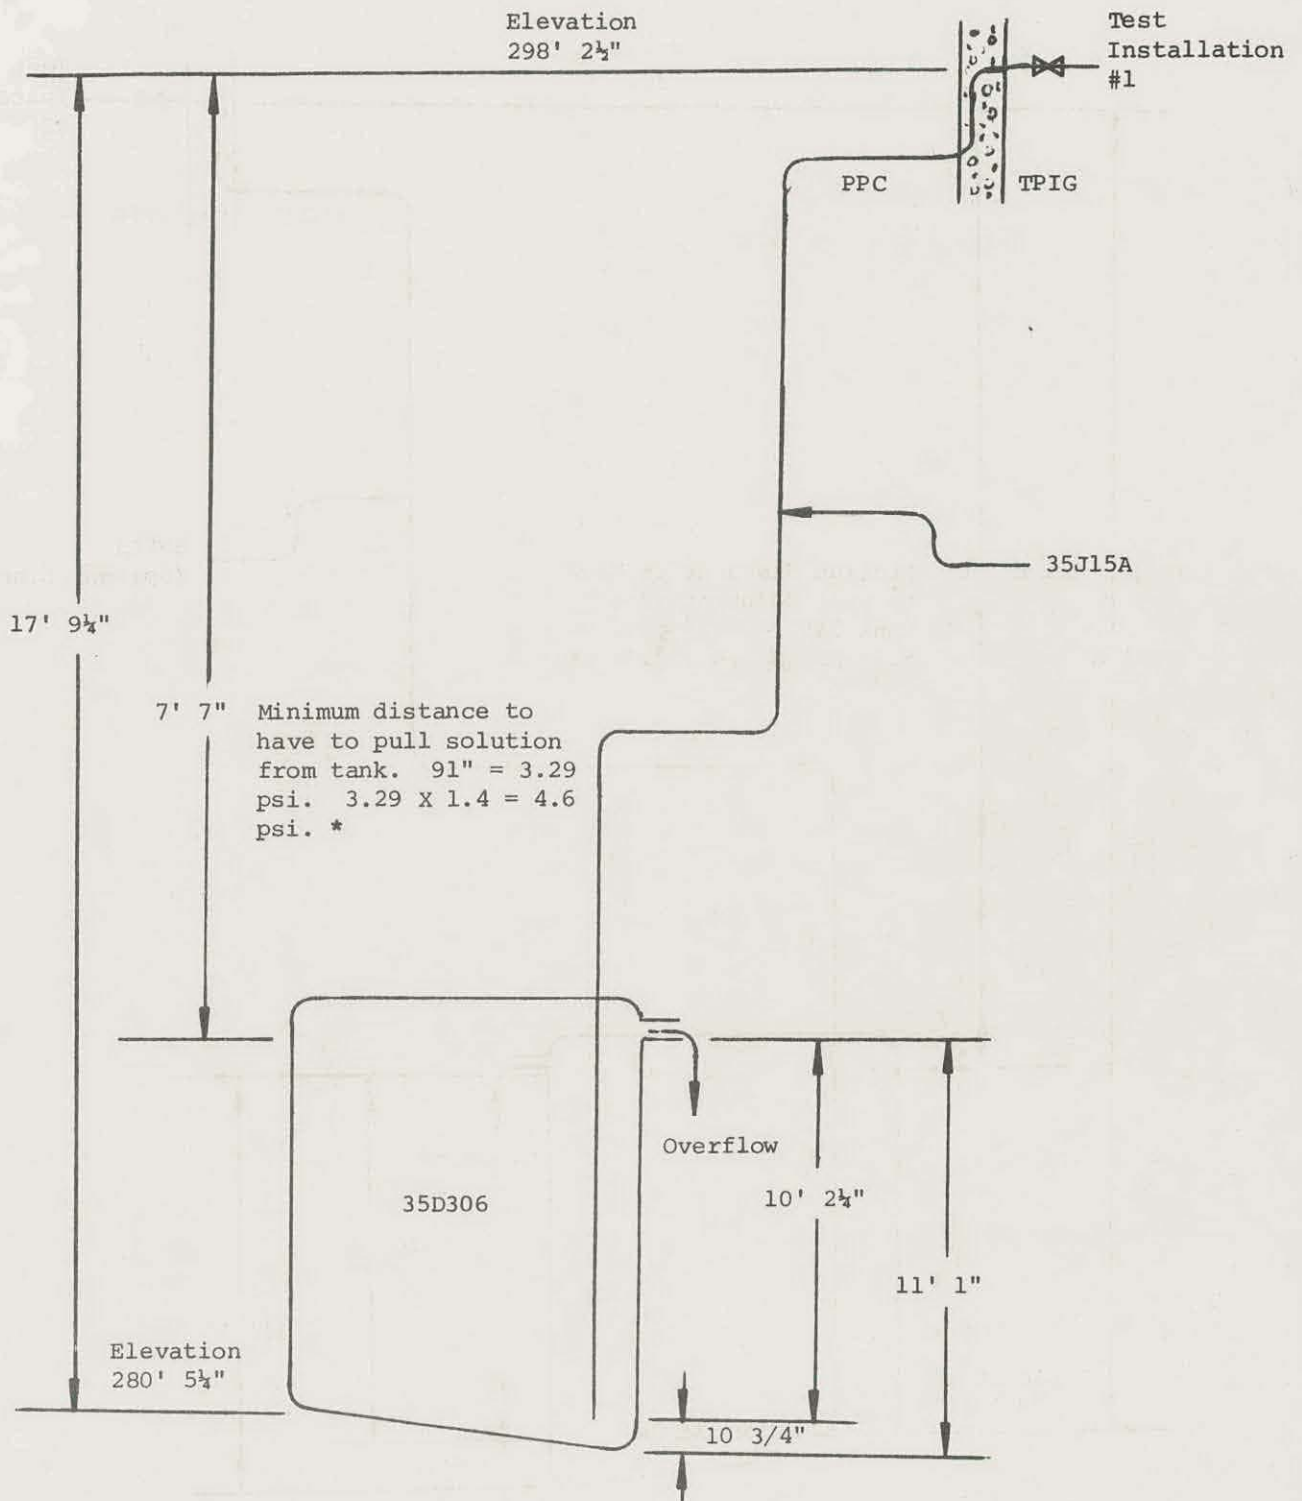 Elevation
298' 2½"
Test
Installation
#1
PPC
TPIG
35J15A
17' 9¼"
7' 7"
Minimum distance to
have to pull solution
from tank. 91" = 3.29
psi. 3.29 X 1.4 = 4.6
psi. *
Overflow
35D306
10' 2¼"
11' 1"
Elevation
280' 5¼"
10 3/4"